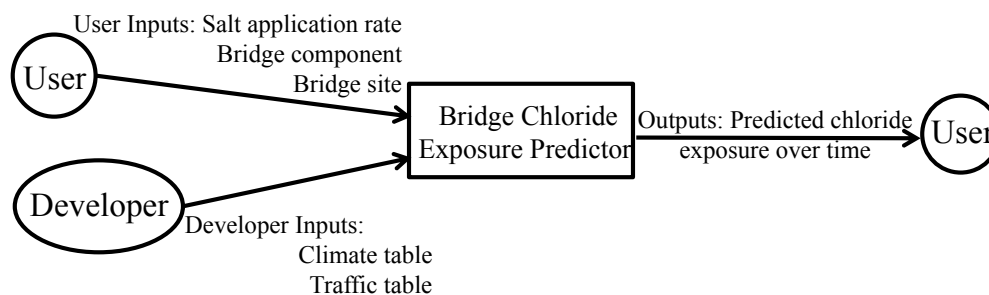 User Inputs: Salt application rate
Bridge component
Bridge site
User
Bridge Chloride
Exposure Predictor
Outputs: Predicted chloride
exposure over time
User
Developer
Developer Inputs:
Climate table
Traffic table